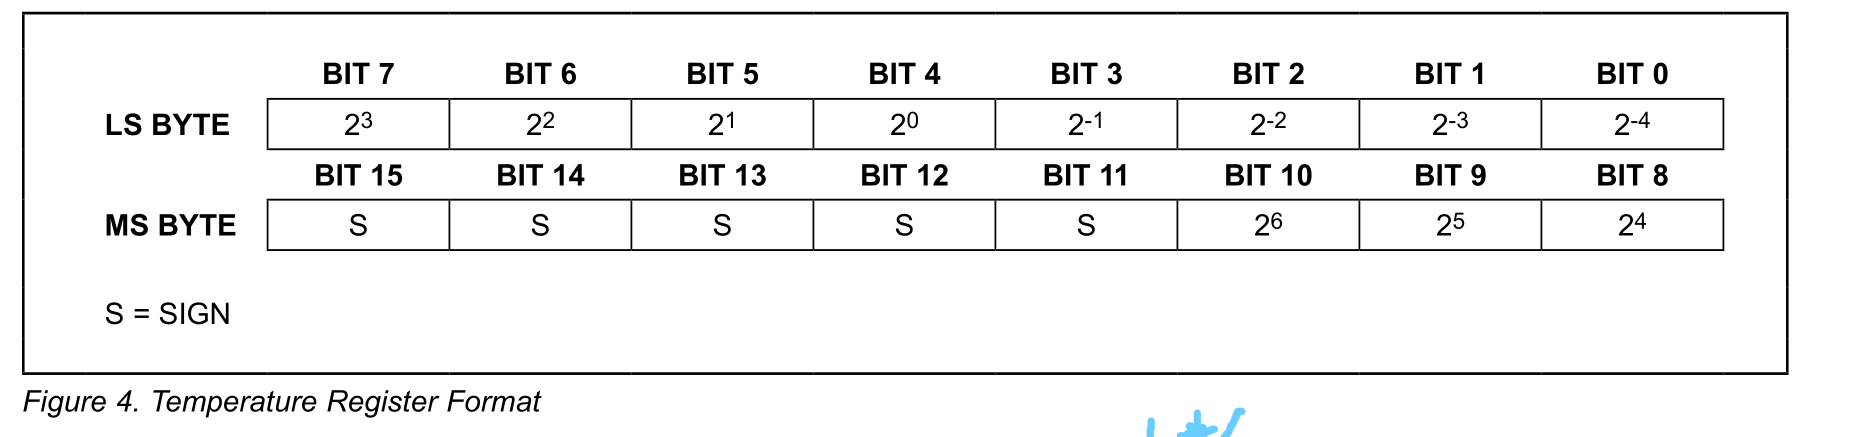 BIT 7 BIT 6 BIT 5 BIT 4 BIT 3 BIT 2 BIT 1 BIT 0
LS BYTE 2³ 2² 2¹ 2⁰ 2⁻¹ 2⁻² 2⁻³ 2⁻⁴
BIT 15 BIT 14 BIT 13 BIT 12 BIT 11 BIT 10 BIT 9 BIT 8
MS BYTE S S S S S 2⁶ 2⁵ 2⁴
S = SIGN
Figure 4. Temperature Register Format